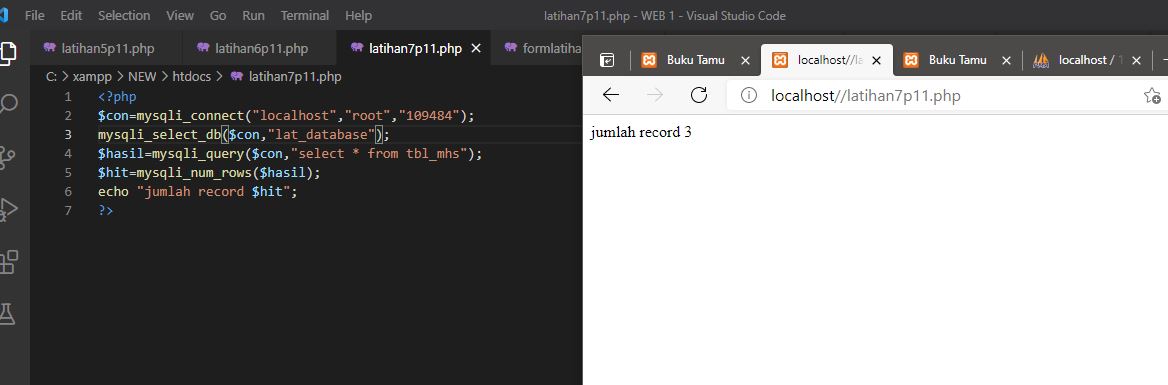 File Edit Selection View Go Run Terminal Help latihan7p11.php - WEB 1 - Visual Studio Code
latihan5p11.php latihan6p11.php latihan7p11.php formlatiha
C: > xampp > NEW > htdocs > latihan7p11.php
1 <?php
2 $con=mysqli_connect("localhost","root","109484");
3 mysqli_select_db($con,"lat_database");
4 $hasil=mysqli_query($con,"select * from tbl_mhs");
5 $hit=mysqli_num_rows($hasil);
6 echo "jumlah record $hit";
7 ?>
Buku Tamu localhost//la Buku Tamu localhost / 1
localhost//latihan7p11.php
jumlah record 3